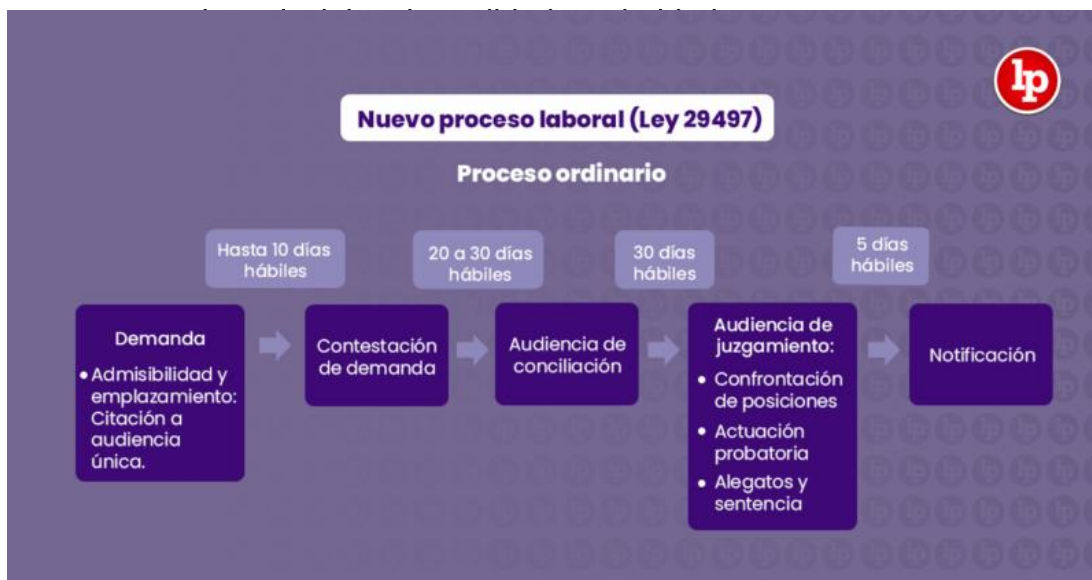 lp
Nuevo proceso laboral (Ley 29497)
Proceso ordinario
Hasta 10 días
hábiles
20 a 30 días
hábiles
30 días
hábiles
5 días
hábiles
Demanda
• Admisibilidad y
emplazamiento:
Citación a
audiencia
única.
Contestación
de demanda
Audiencia de
conciliación
Audiencia de
juzgamiento:
• Confrontación
de posiciones
• Actuación
probatoria
• Alegatos y
sentencia
Notificación